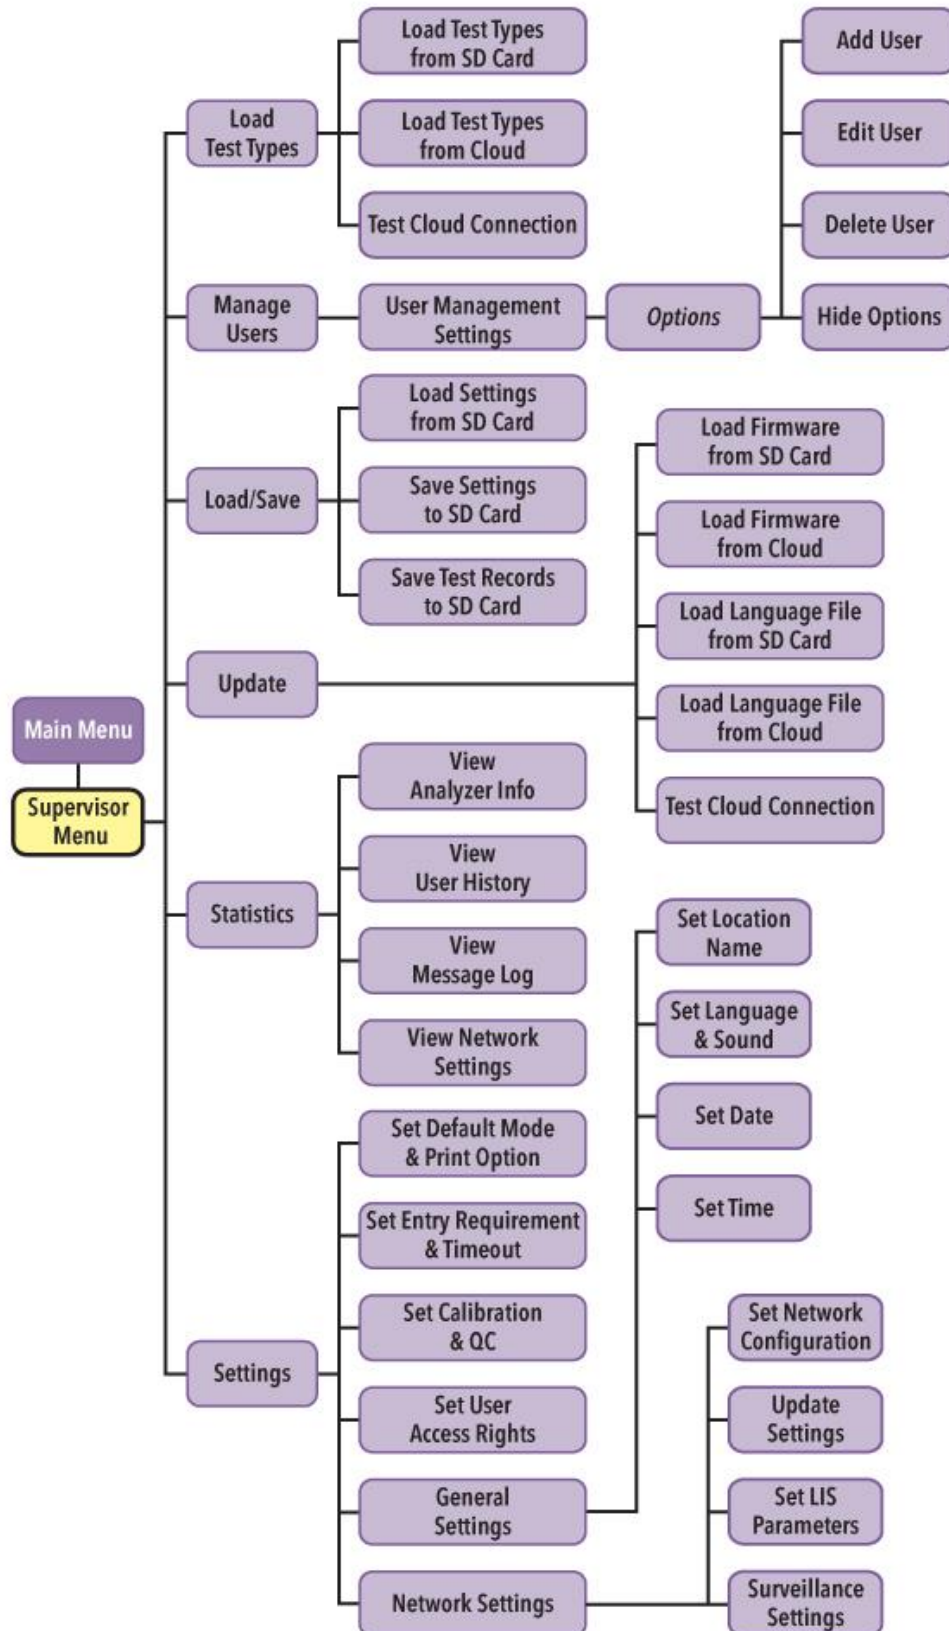 Main Menu
Supervisor
Menu
Load
Test Types
Load Test Types
from SD Card
Load Test Types
from Cloud
Test Cloud Connection
Manage
Users
User Management
Settings
Options
Add User
Edit User
Delete User
Hide Options
Load/Save
Load Settings
from SD Card
Save Settings
to SD Card
Save Test Records
to SD Card
Update
Load Firmware
from SD Card
Load Firmware
from Cloud
Load Language File
from SD Card
Load Language File
from Cloud
Test Cloud Connection
Statistics
View
Analyzer Info
View
User History
View
Message Log
View Network
Settings
Settings
Set Default Mode
& Print Option
Set Entry Requirement
& Timeout
Set Calibration
& QC
Set User
Access Rights
General
Settings
Set Location
Name
Set Language
& Sound
Set Date
Set Time
Network Settings
Set Network
Configuration
Update
Settings
Set LIS
Parameters
Surveillance
Settings